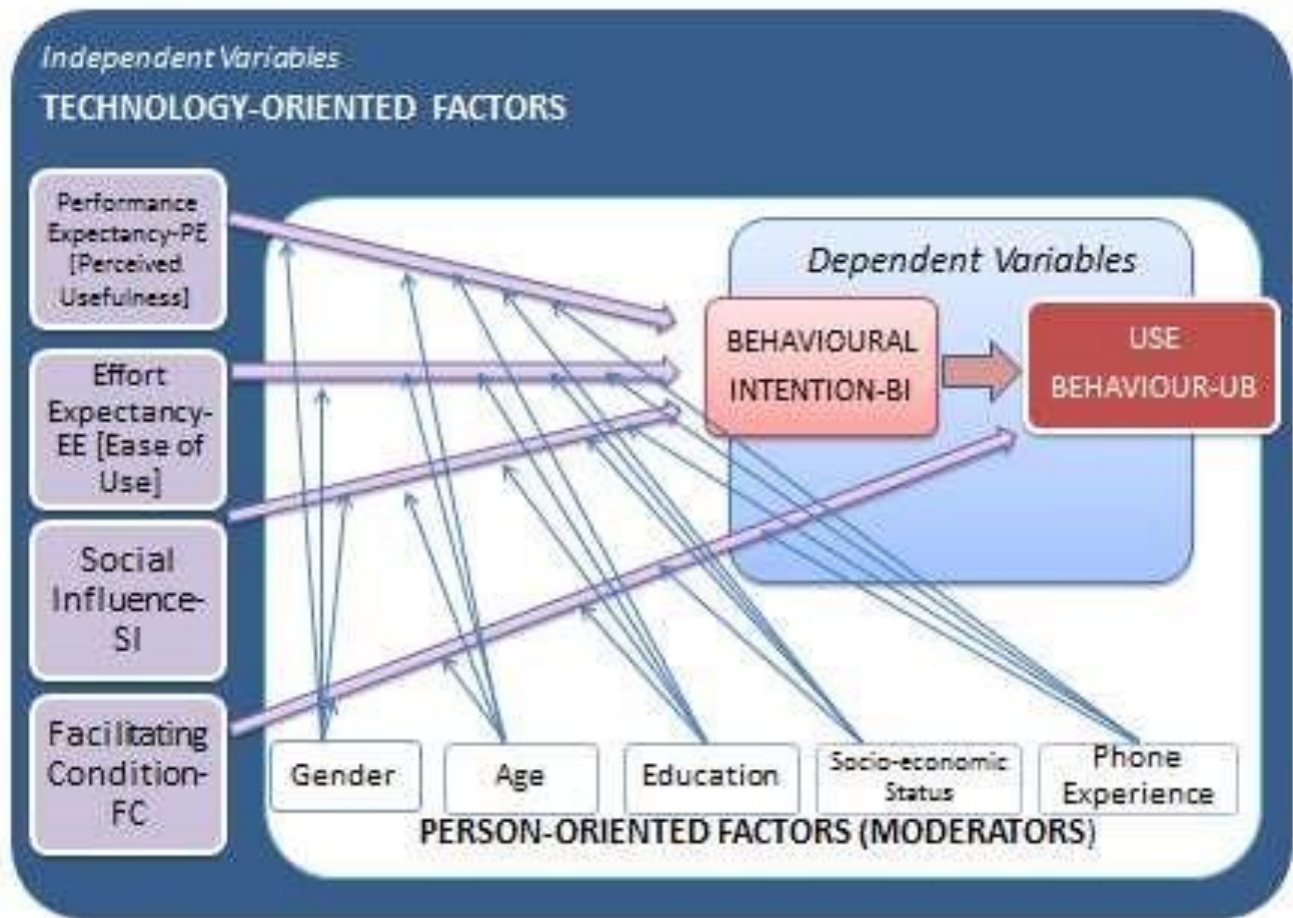 Independent Variables
TECHNOLOGY-ORIENTED FACTORS
Performance
Expectancy-PE
[Perceived
Usefulness]
Effort
Expectancy-
EE [Ease of
Use]
Social
Influence-
SI
Facilitating
Condition-
FC
Dependent Variables
BEHAVIOURAL
INTENTION-BI
USE
BEHAVIOUR-UB
Gender
Age
Education
Socio-economic
Status
Phone
Experience
PERSON-ORIENTED FACTORS (MODERATORS)